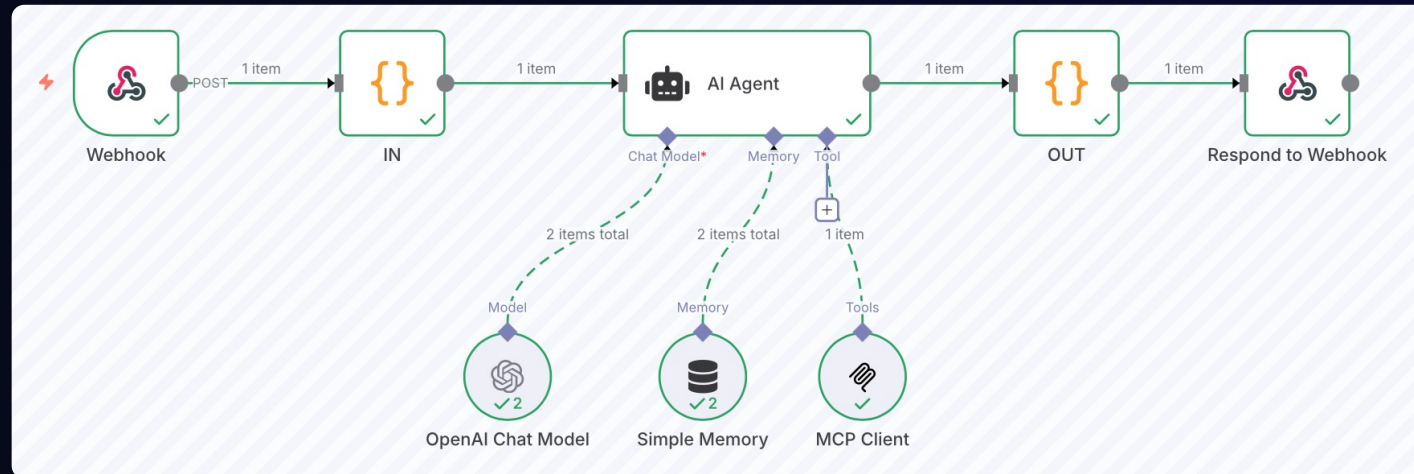 POST
1 item
1 item
AI Agent
1 item
1 item
Webhook
IN
Chat Model*
Memory
Tool
OUT
Respond to Webhook
+
2 items total
2 items total
1 item
Model
Memory
Tools
2
2
OpenAI Chat Model
Simple Memory
MCP Client